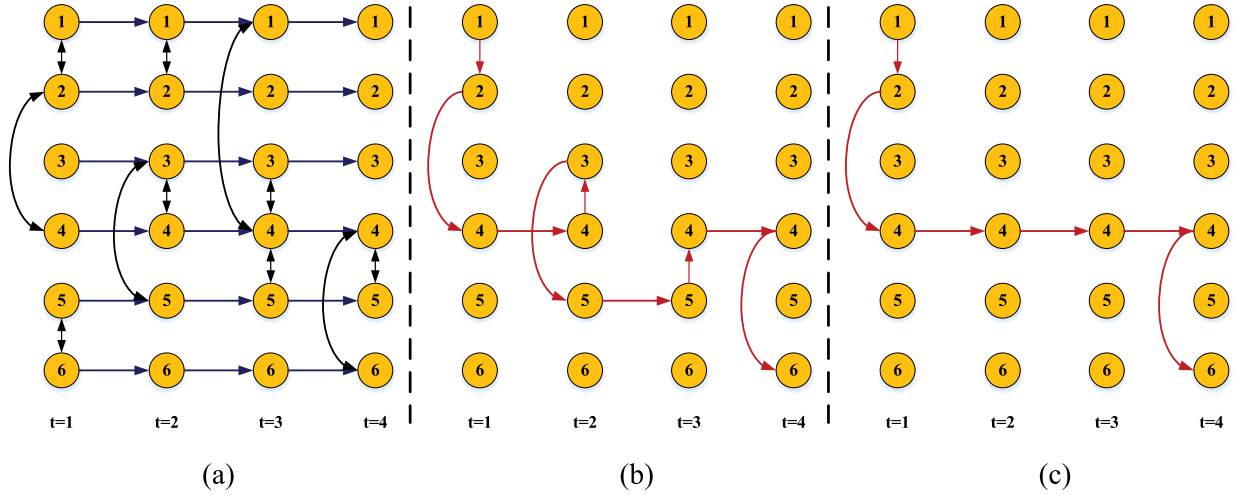 1 1 1 1 1 1 1 1 1 1 1 1
2 2 2 2 2 2 2 2 2 2 2 2
3 3 3 3 3 3 3 3 3 3 3 3
4 4 4 4 4 4 4 4 4 4 4 4
5 5 5 5 5 5 5 5 5 5 5 5
6 6 6 6 6 6 6 6 6 6 6 6
t=1 t=2 t=3 t=4 t=1 t=2 t=3 t=4 t=1 t=2 t=3 t=4
(a) (b) (c)